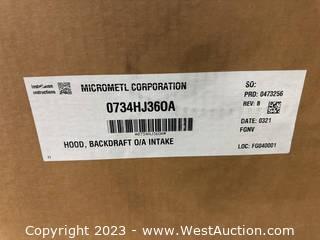 MICROMETL CORPORATION
0734HJ360A
HOOD, BACKDRAFT O/A INTAKE
SO:
PRD: 0473256
REV: B
DATE: 0321
FGNV
LOC: FG040001
Copyright 2023 - www.WestAuction.com